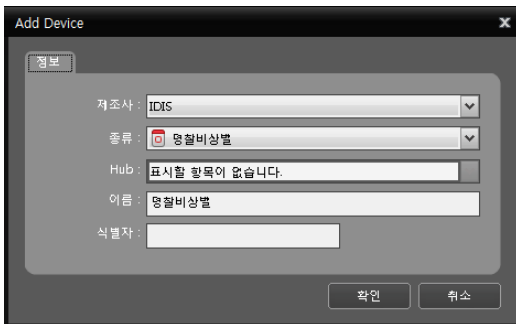 Add Device
정보
제조사 : IDIS
종류 : 명찰비상벨
Hub : 표시할 항목이 없습니다.
이름 : 명찰비상벨
식별자 :
확인 취소